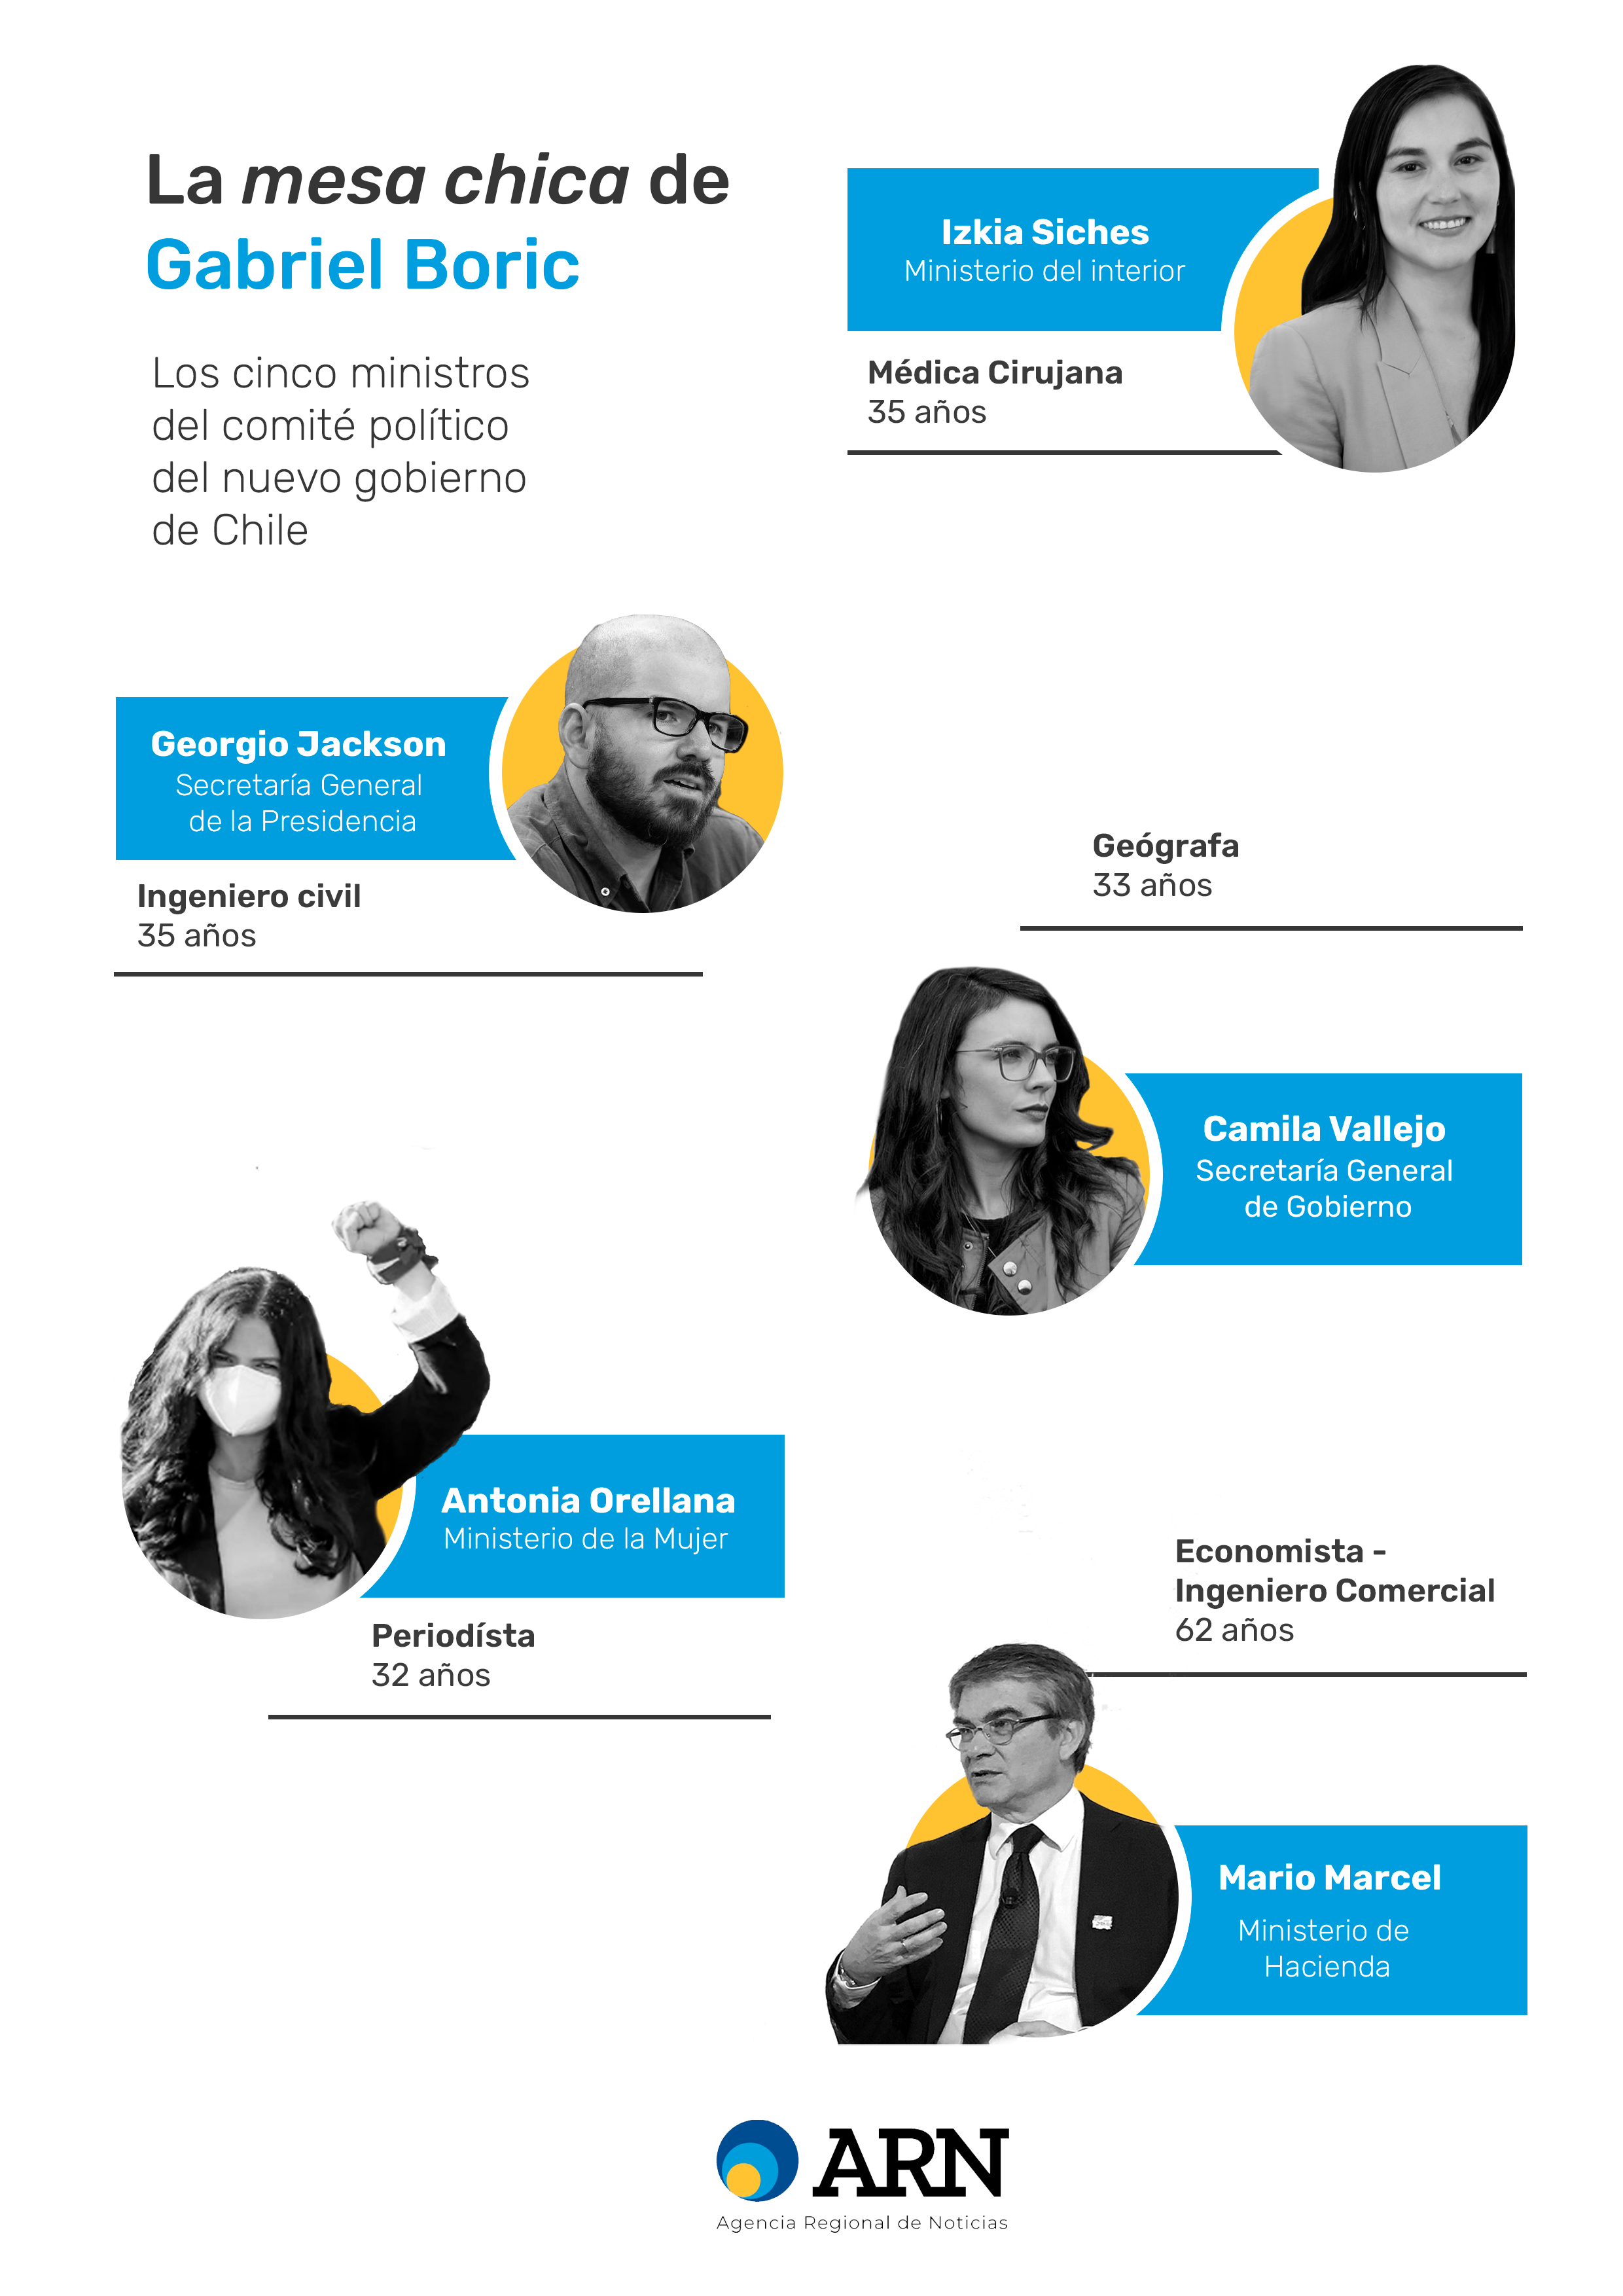 La mesa chica de
Gabriel Boric
Los cinco ministros
del comité político
del nuevo gobierno
de Chile
Izkia Siches
Ministerio del interior
Médica Cirujana
35 años
Georgio Jackson
Secretaría General
de la Presidencia
Ingeniero civil
35 años
Geógrafa
33 años
Camila Vallejo
Secretaría General
de Gobierno
Antonia Orellana
Ministerio de la Mujer
Periodísta
32 años
Economista -
Ingeniero Comercial
62 años
Mario Marcel
Ministerio de
Hacienda
ARN
Agencia Regional de Noticias